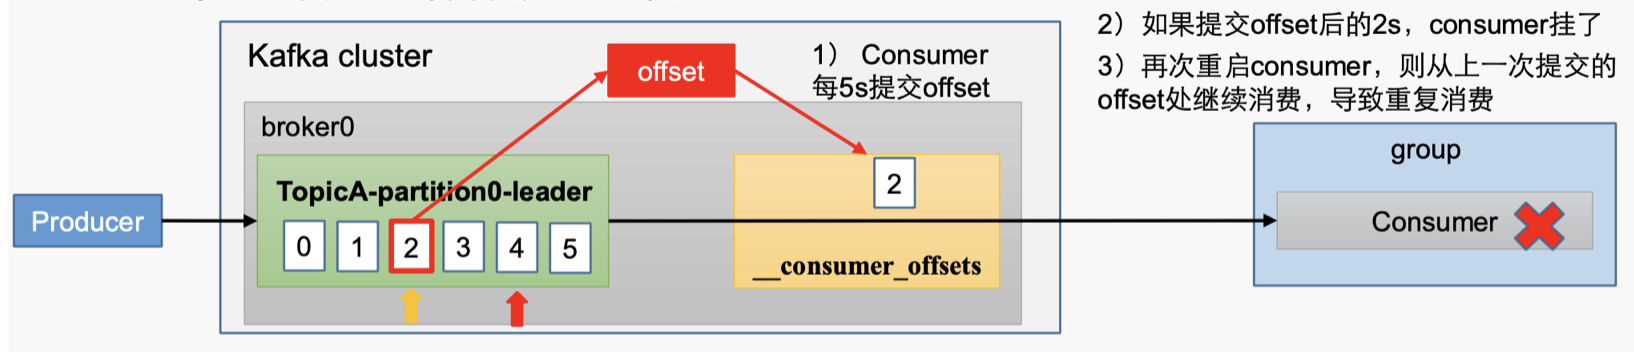 Kafka cluster
offset
1） Consumer
每5s提交offset
2）如果提交offset后的2s，consumer挂了
3）再次重启consumer，则从上一次提交的
offset处继续消费，导致重复消费
broker0
group
TopicA-partition0-leader
2
Producer
Consumer
0 1 2 3 4 5
__consumer_offsets